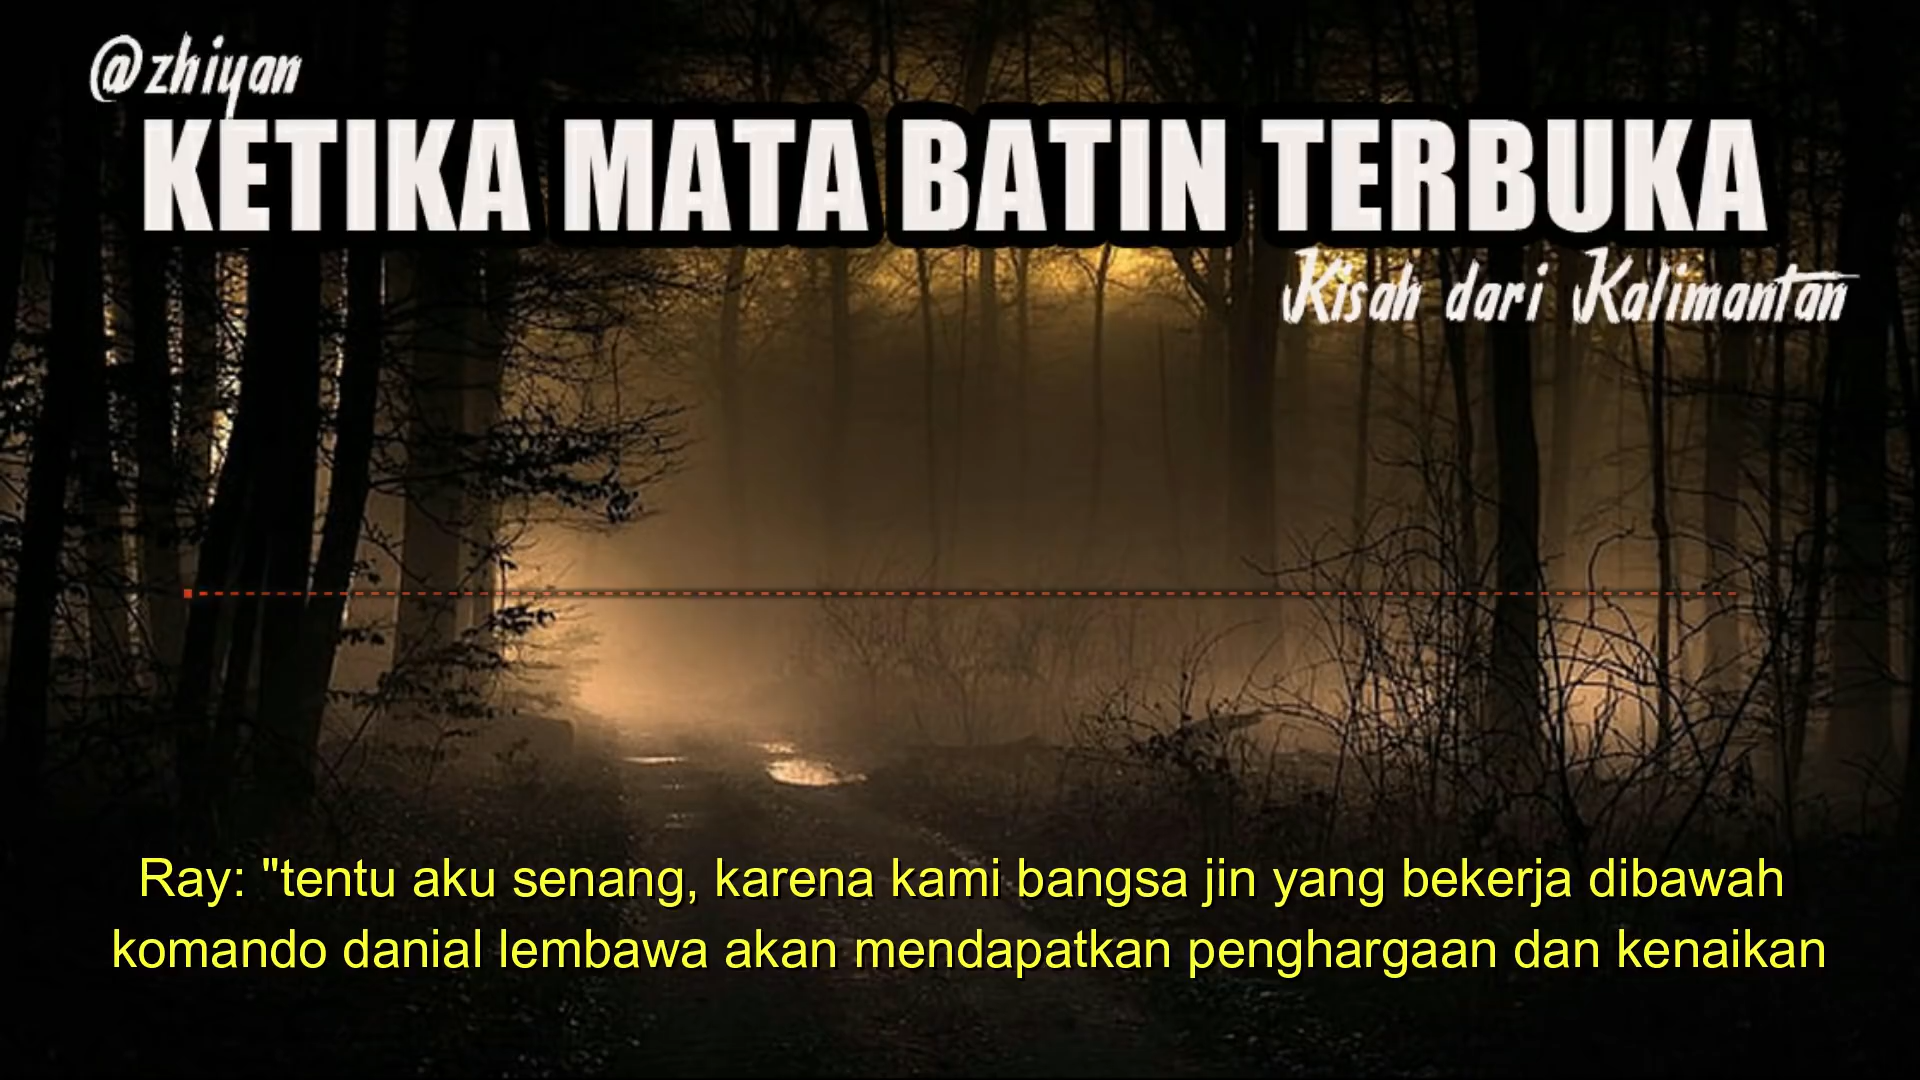 @zhiyan
KETIKA MATA BATIN TERBUKA
Kisah dari Kalimantan
Ray: "tentu aku senang, karena kami bangsa jin yang bekerja dibawah
komando danial lembawa akan mendapatkan penghargaan dan kenaikan